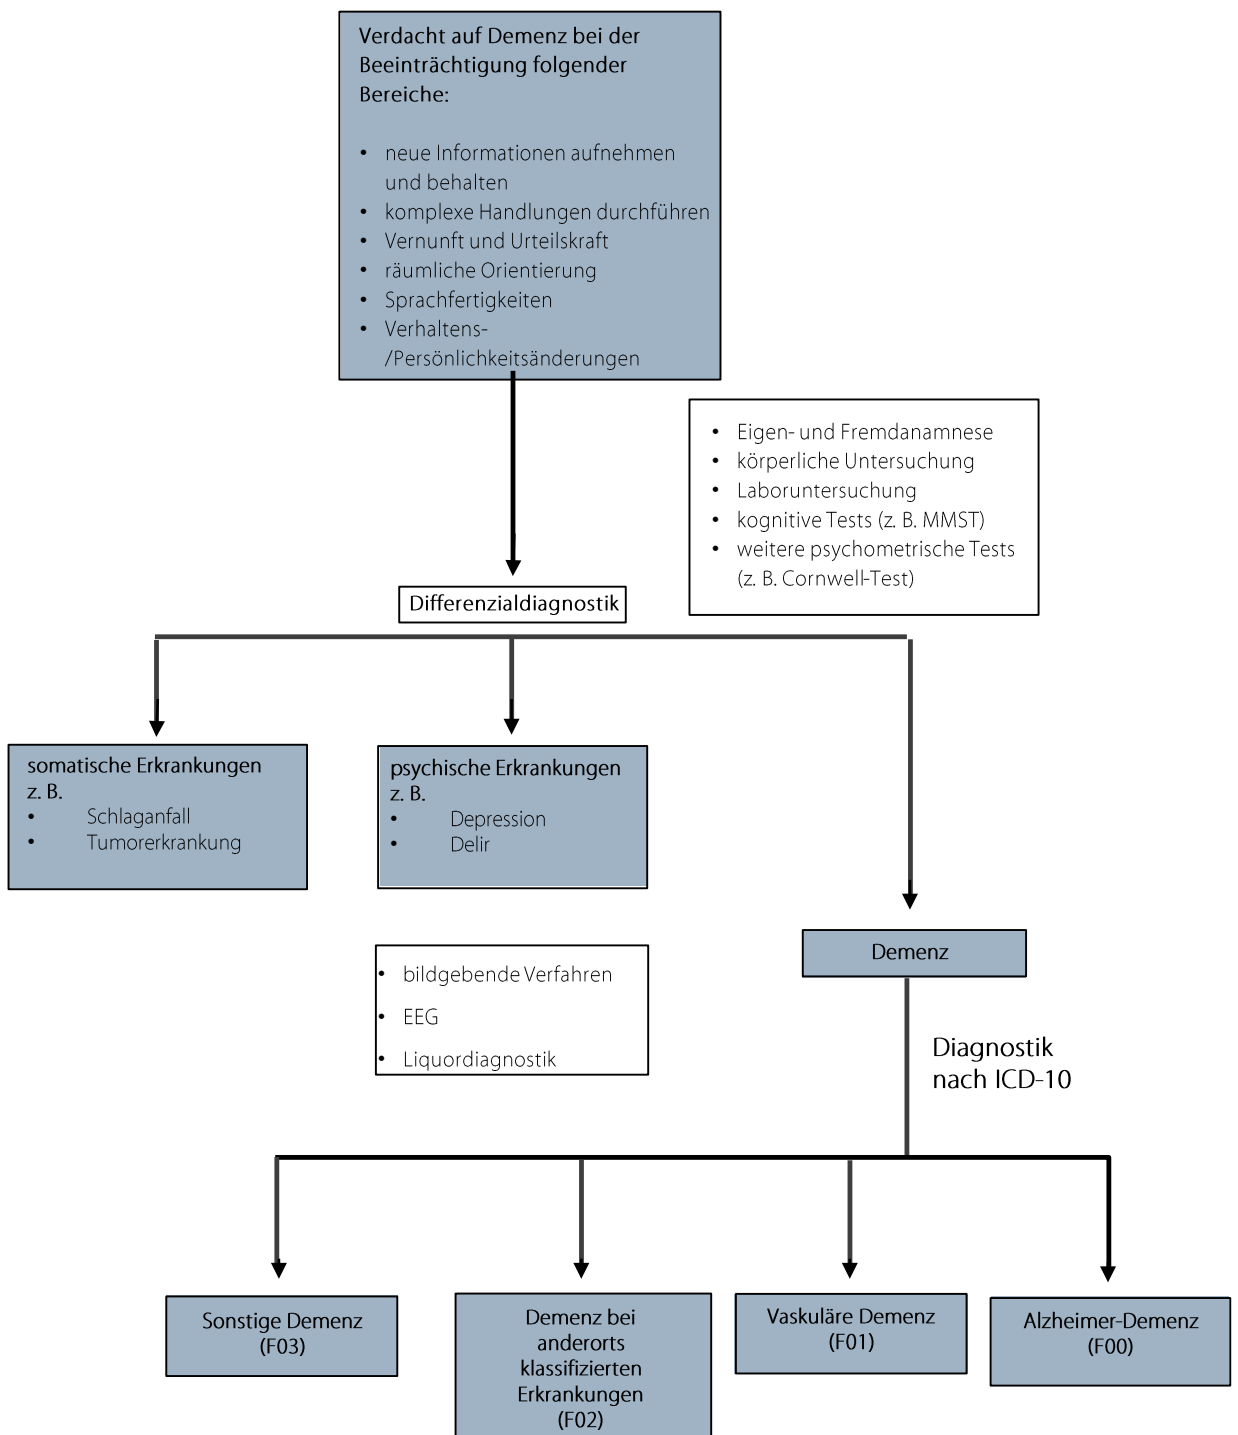 Verdacht auf Demenz bei der
Beeinträchtigung folgender
Bereiche:
• neue Informationen aufnehmen
und behalten
• komplexe Handlungen durchführen
• Vernunft und Urteilskraft
• räumliche Orientierung
• Sprachfertigkeiten
• Verhaltens-
/Persönlichkeitsänderungen
• Eigen- und Fremdanamnese
• körperliche Untersuchung
• Laboruntersuchung
• kognitive Tests (z. B. MMST)
• weitere psychometrische Tests
(z. B. Cornwell-Test)
Differenzialdiagnostik
somatische Erkrankungen
z. B.
• Schlaganfall
• Tumorerkrankung
psychische Erkrankungen
z. B.
• Depression
• Delir
Demenz
• bildgebende Verfahren
• EEG
• Liquordiagnostik
Diagnostik
nach ICD-10
Sonstige Demenz
(F03)
Demenz bei
anderorts
klassifizierten
Erkrankungen
(F02)
Vaskuläre Demenz
(F01)
Alzheimer-Demenz
(F00)